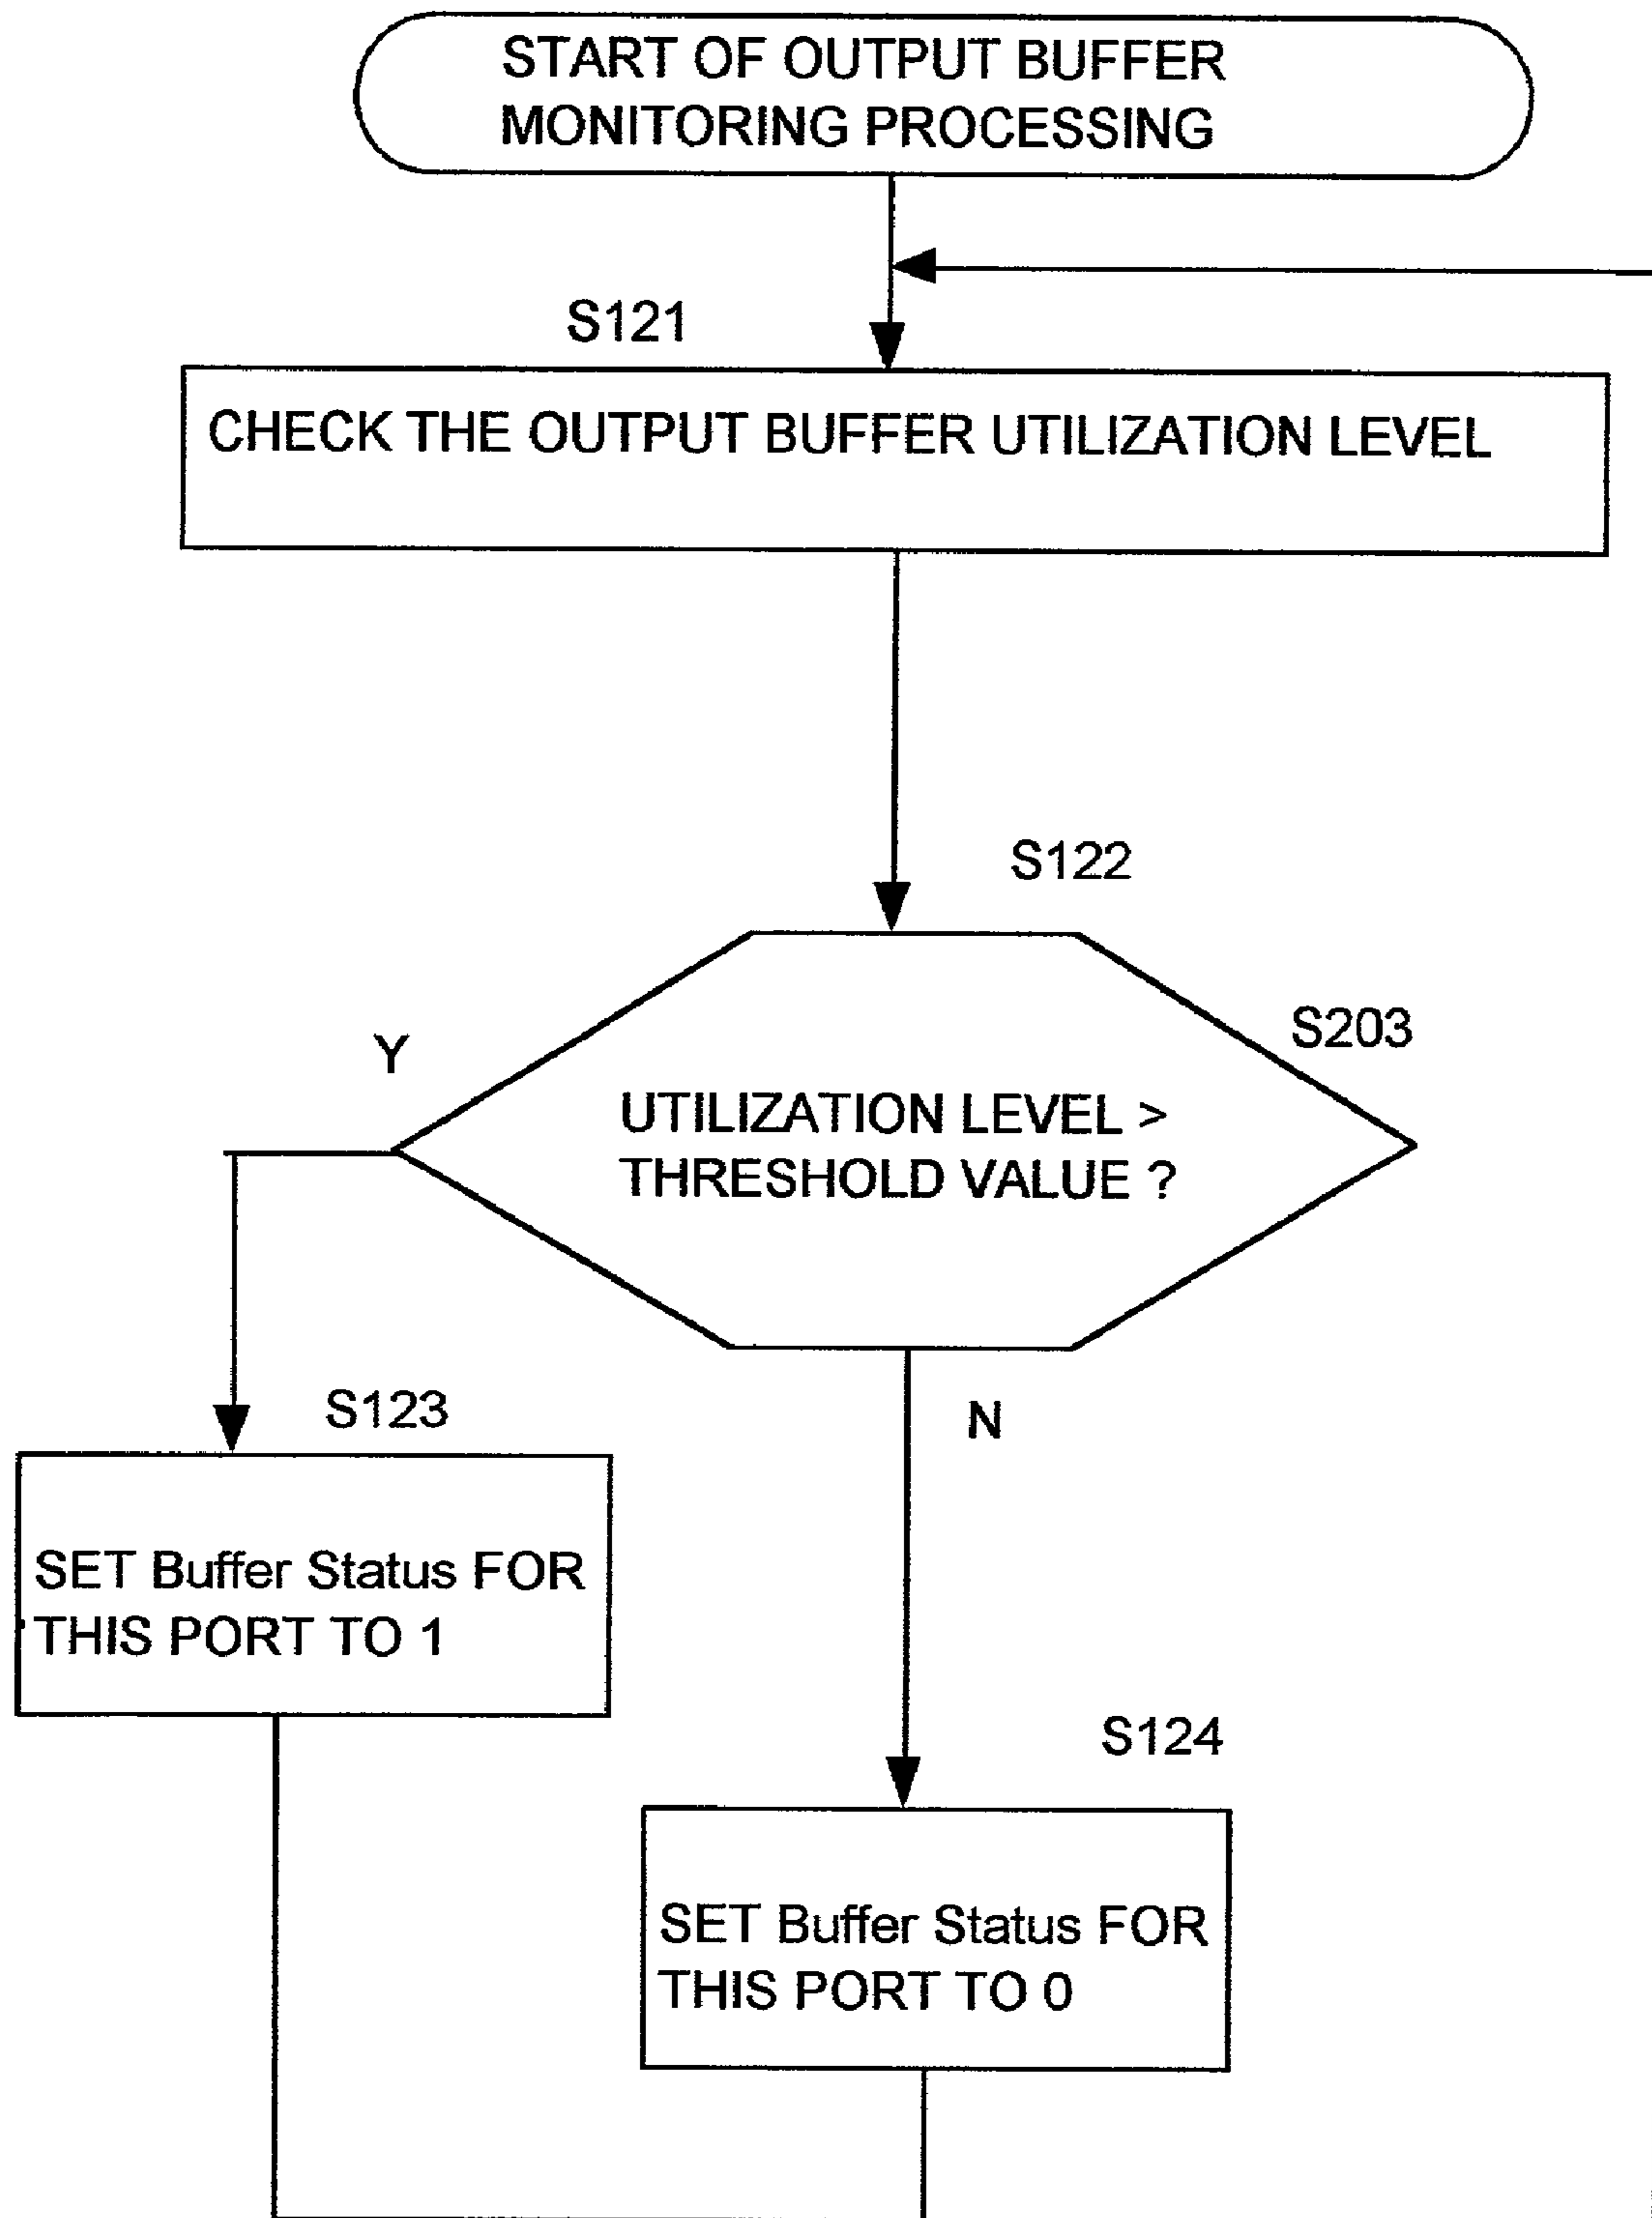 START OF OUTPUT BUFFER
MONITORING PROCESSING
S121
CHECK THE OUTPUT BUFFER UTILIZATION LEVEL
S122
S203
Y
UTILIZATION LEVEL >
THRESHOLD VALUE ?
S123
N
SET Buffer Status FOR
THIS PORT TO 1
S124
SET Buffer Status FOR
THIS PORT TO 0